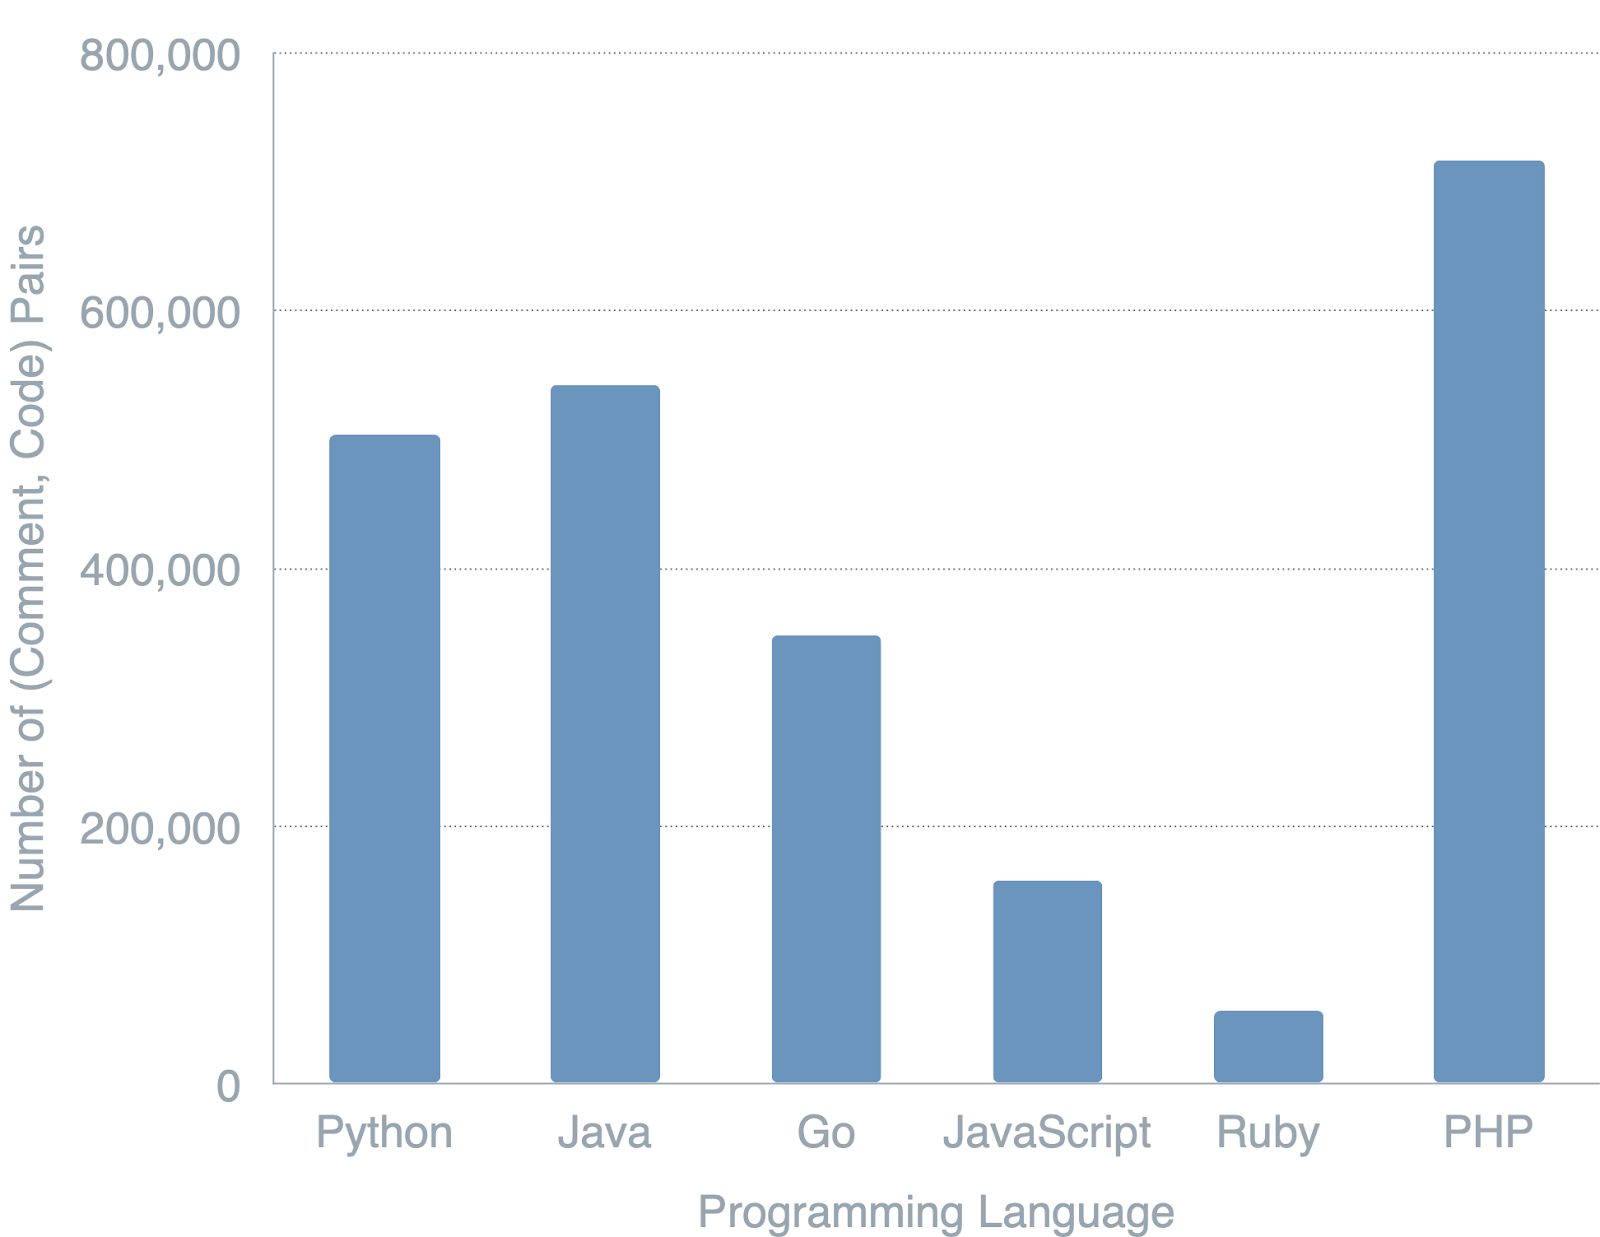 800,000
600,000
400,000
200,000
0
Number of (Comment, Code) Pairs
Python Java Go JavaScript Ruby PHP
Programming Language